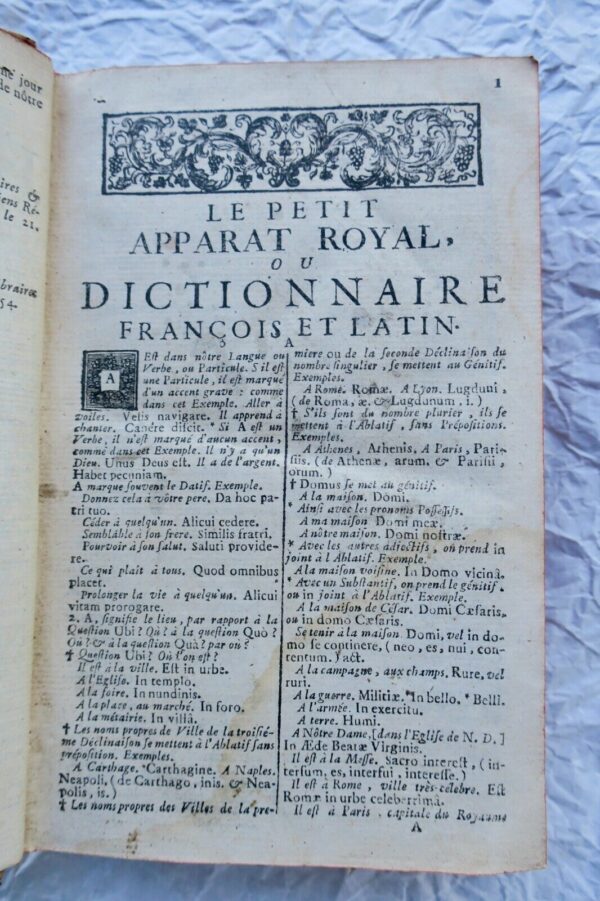 ne jour
de nôtre
ires &
iens Ré-
le 21.
braire
54.
1
LE PETIT
APPARAT ROYAL,
OU
DICTIONNAIRE
FRANÇOIS ET LATIN.
A
A Est dans nôtre Langue ou
Verbe, ou Particule. S'il est
une Particule, il est marqué
d'un accent grave : comme
dans cet Exemple. Aller à
voiles. Velis navigare. Il apprend à
chanter. Canere discit. * Si A est un
Verbe, il n'est marqué d'aucun accent,
comme dans cet Exemple. Il n'y a qu'un
Dieu. Unus Deus est. Il a de l'argent.
Habet pecuniam.
A marque souvent le Datif. Exemple.
Donnez cela à vôtre pere. Da hoc pa-
tri tuo.
Céder à quelqu'un. Alicui cedere.
Semblable à son frere. Similis fratri.
Pourvoir à son salut. Saluti provide-
re.
Ce qui plait à tous. Quod omnibus
placet.
Prolonger la vie à quelqu'un. Alicui
vitam prorogare.
2. A, signifie le lieu, par rapport à la
Question Ubi? Où? à la question Quò?
Où? & à la question Quà? par où?
† Question Ubi? Où l'on est?
Il est à la ville. Est in urbe.
A l'Eglise. In templo.
A la foire. In nundinis.
A la place, au marché. In foro.
A la métairie. In villâ.
† Les noms propres de Ville de la troisié-
me Déclinaison se mettent à l'Ablatif sans
préposition. Exemples.
A Carthage. Carthagine. A Naples.
Neapoli. (de Carthago, inis. & Nea-
polis, is.)
† Les noms propres des Villes de la pre-
miere ou de la seconde Déclinaison du
nombre singulier, se mettent au Génitif.
Exemples.
A Rome. Romæ. A Lyon. Lugduni,
(de Roma, æ. & Lugdunum, i.)
† S'ils sont du nombre plurier, ils se
mettent à l'Ablatif, sans Prépositions.
Exemples.
A Athenes, Athenis. A Paris, Pari-
siis. (de Athenæ, arum. & Parisii,
orum.)
† Domus se met au génitif.
A la maison. Domi.
* Ainsi avec les pronoms Possessifs.
A ma maison. Domi meæ.
A nôtre maison. Domi nostræ.
* Avec les autres adjectifs, on prend in
joint à l'Ablatif. Exemple.
A la maison voisine. In Domo vicinâ.
* Avec un Substantif, on prend le génitif,
ou in joint à l'Ablatif. Exemple.
A la maison de César. Domi Cæsaris,
ou in domo Cæsaris.
Se tenir à la maison. Domi, vel in do-
mo se continere, (neo, es, nui, con-
tentum.) act.
A la campagne, aux champs. Rure, vel
ruri.
A la guerre. Militiæ. * In bello. * Belli.
A l'armée. In exercitu.
A terre. Humi.
A Nôtre Dame, [dans l'Eglise de N. D.]
In Æde Beatæ Virginis.
Il est à la Messe. Sacro interest, (in-
tersum, es, interfui, interesse.)
Il est à Rome, ville très-célebre. Est
Romæ in urbe celeberrimâ.
Il est à Paris, capitale du Royaume
A